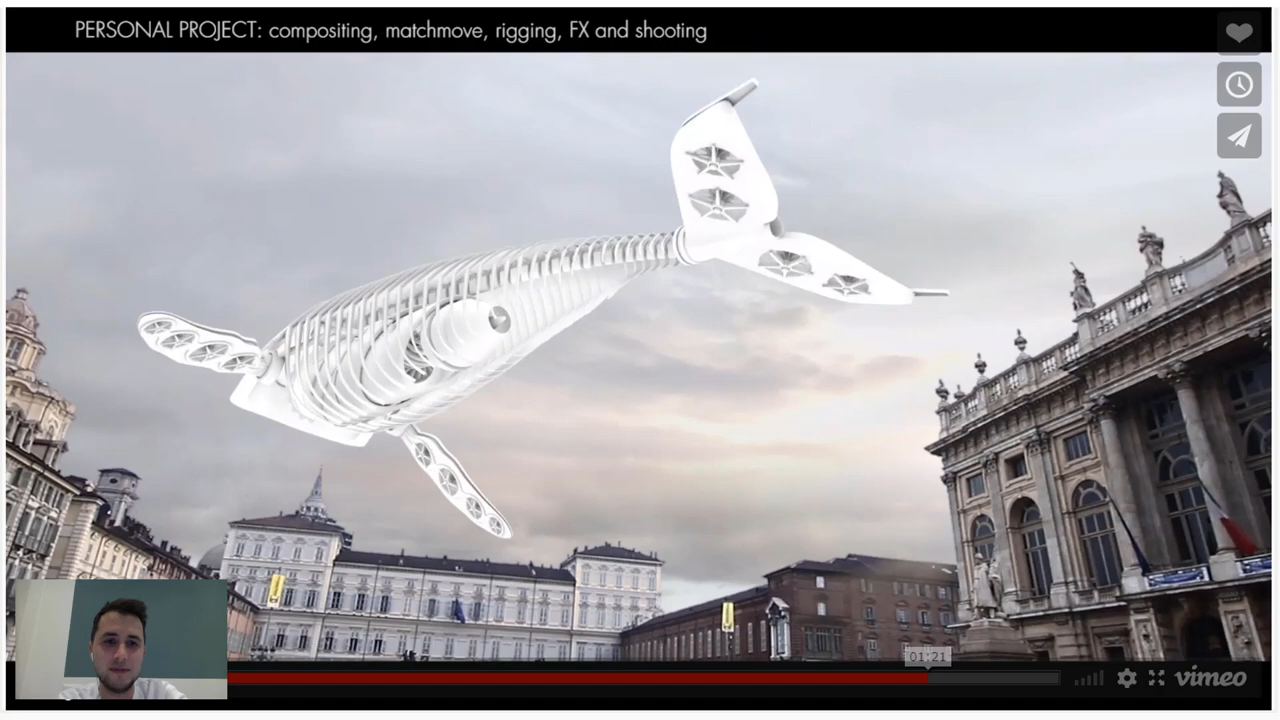 PERSONAL PROJECT: compositing, matchmove, rigging, FX and shooting
01:21
vimeo